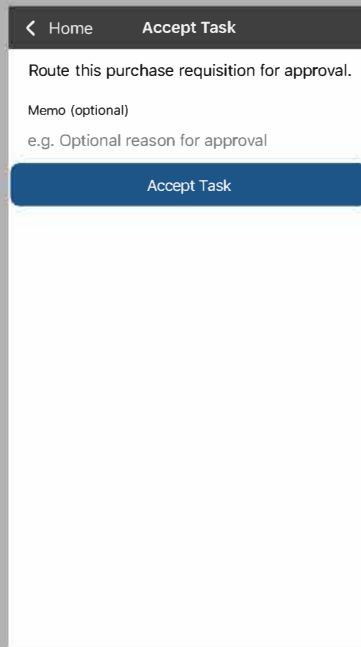 Home
Accept Task
Route this purchase requisition for approval.
Memo (optional)
e.g. Optional reason for approval
Accept Task